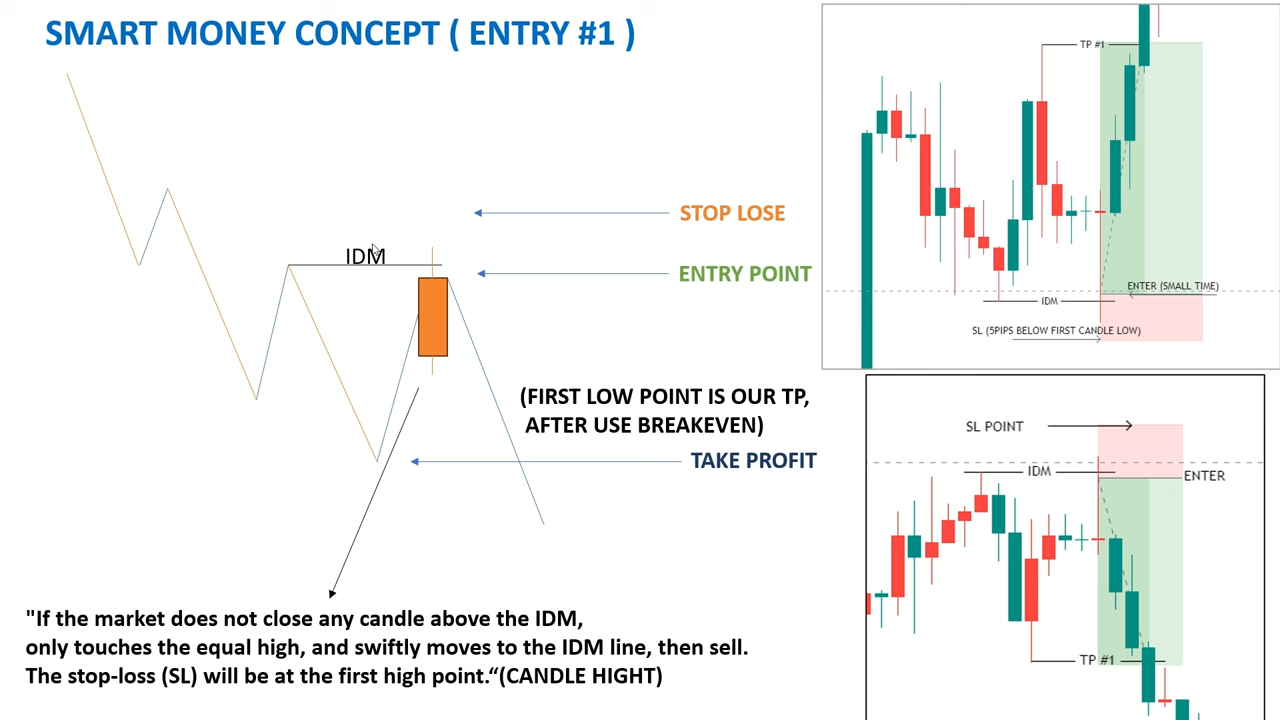 SMART MONEY CONCEPT ( ENTRY #1 )
IDM
STOP LOSE
ENTRY POINT
(FIRST LOW POINT IS OUR TP,
AFTER USE BREAKEVEN)
TAKE PROFIT
"If the market does not close any candle above the IDM,
only touches the equal high, and swiftly moves to the IDM line, then sell.
The stop-loss (SL) will be at the first high point.“(CANDLE HIGHT)
TP #1
ENTER (SMALL TIME)
IDM
SL (5PIPS BELOW FIRST CANDLE LOW)
SL POINT
IDM
ENTER
TP #1